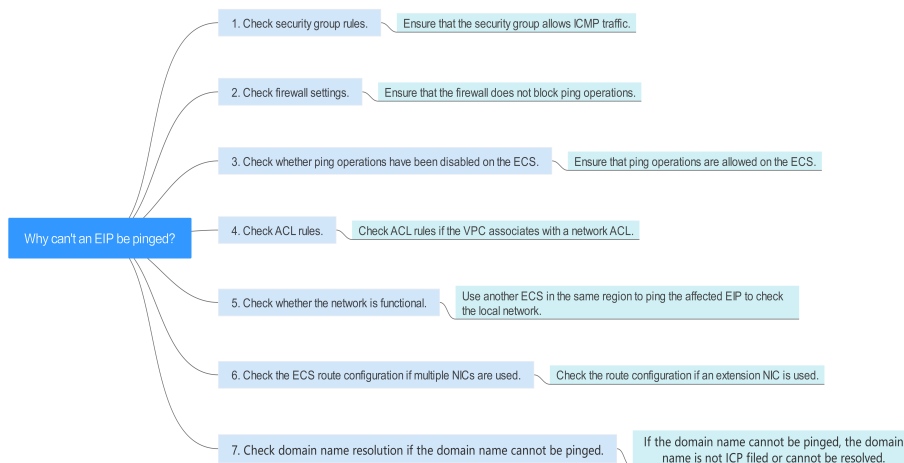 1. Check security group rules.
Ensure that the security group allows ICMP traffic.
2. Check firewall settings.
Ensure that the firewall does not block ping operations.
3. Check whether ping operations have been disabled on the ECS.
Ensure that ping operations are allowed on the ECS.
Why can't an EIP be pinged?
4. Check ACL rules.
Check ACL rules if the VPC associates with a network ACL.
5. Check whether the network is functional.
Use another ECS in the same region to ping the affected EIP to check
the local network.
6. Check the ECS route configuration if multiple NICs are used.
Check the route configuration if an extension NIC is used.
7. Check domain name resolution if the domain name cannot be pinged.
If the domain name cannot be pinged, the domain
name is not ICP filed or cannot be resolved.